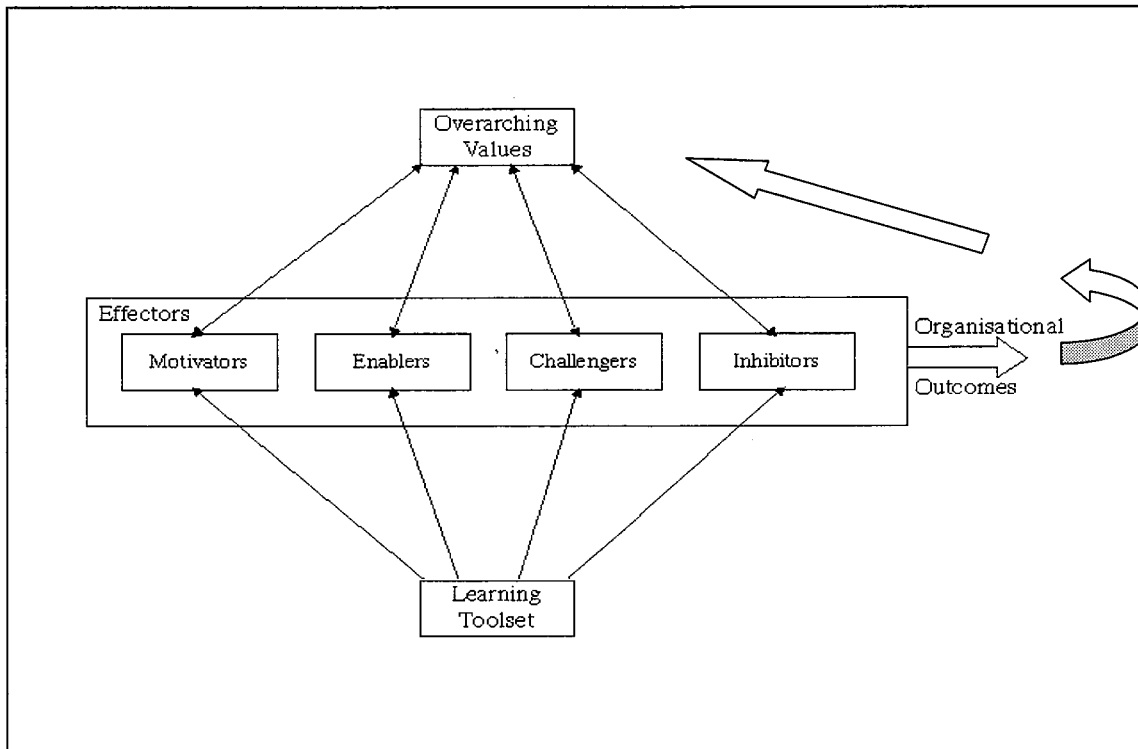 Overarching
Values
Effectors
Motivators
Enablers
Challengers
Inhibitors
Organisational
Outcomes
Learning
Toolset